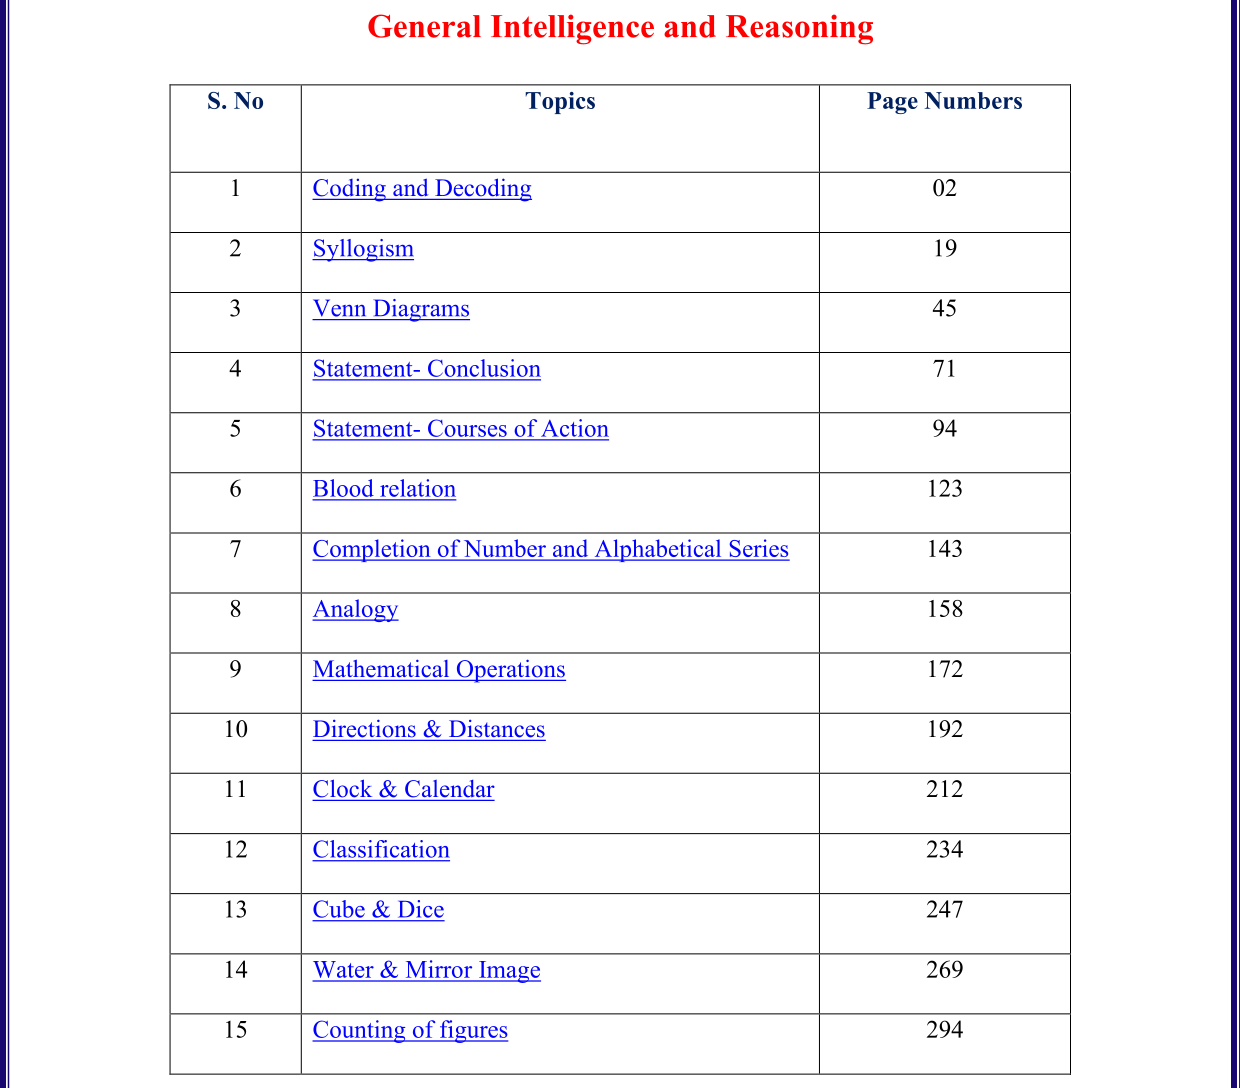 General Intelligence and Reasoning
S. No Topics Page Numbers
1 Coding and Decoding 02
2 Syllogism 19
3 Venn Diagrams 45
4 Statement- Conclusion 71
5 Statement- Courses of Action 94
6 Blood relation 123
7 Completion of Number and Alphabetical Series 143
8 Analogy 158
9 Mathematical Operations 172
10 Directions & Distances 192
11 Clock & Calendar 212
12 Classification 234
13 Cube & Dice 247
14 Water & Mirror Image 269
15 Counting of figures 294